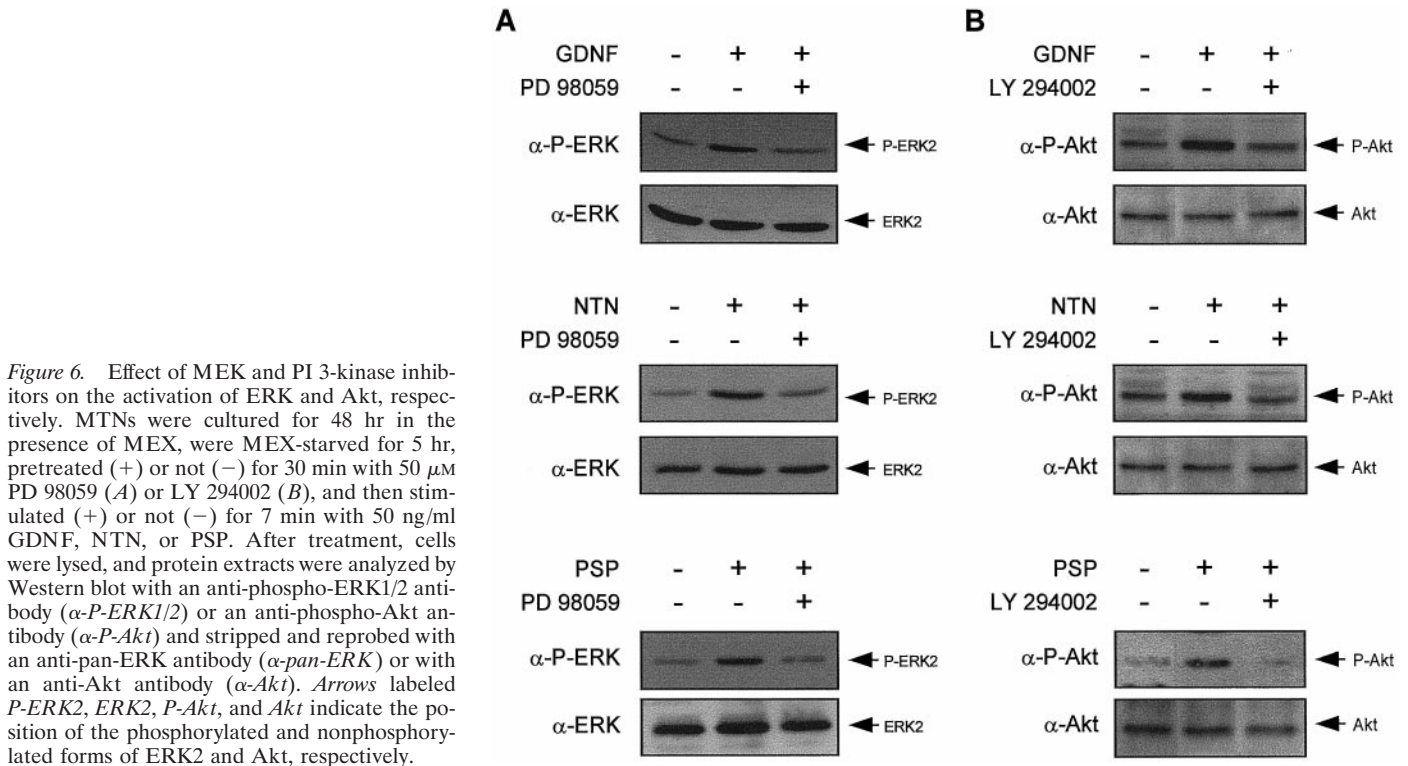 A
GDNF - + +
PD 98059 - - +
α-P-ERK P-ERK2
α-ERK ERK2
NTN - + +
PD 98059 - - +
α-P-ERK P-ERK2
α-ERK ERK2
PSP - + +
PD 98059 - - +
α-P-ERK P-ERK2
α-ERK ERK2
B
GDNF - + +
LY 294002 - - +
α-P-Akt P-Akt
α-Akt Akt
NTN - + +
LY 294002 - - +
α-P-Akt P-Akt
α-Akt Akt
PSP - + +
LY 294002 - - +
α-P-Akt P-Akt
α-Akt Akt
Figure 6. Effect of MEK and PI 3-kinase inhib-
itors on the activation of ERK and Akt, respec-
tively. MTNs were cultured for 48 hr in the
presence of MEX, were MEX-starved for 5 hr,
pretreated (+) or not (−) for 30 min with 50 μM
PD 98059 (A) or LY 294002 (B), and then stim-
ulated (+) or not (−) for 7 min with 50 ng/ml
GDNF, NTN, or PSP. After treatment, cells
were lysed, and protein extracts were analyzed by
Western blot with an anti-phospho-ERK1/2 anti-
body (α-P-ERK1/2) or an anti-phospho-Akt an-
tibody (α-P-Akt) and stripped and reprobed with
an anti-pan-ERK antibody (α-pan-ERK) or with
an anti-Akt antibody (α-Akt). Arrows labeled
P-ERK2, ERK2, P-Akt, and Akt indicate the po-
sition of the phosphorylated and nonphosphory-
lated forms of ERK2 and Akt, respectively.